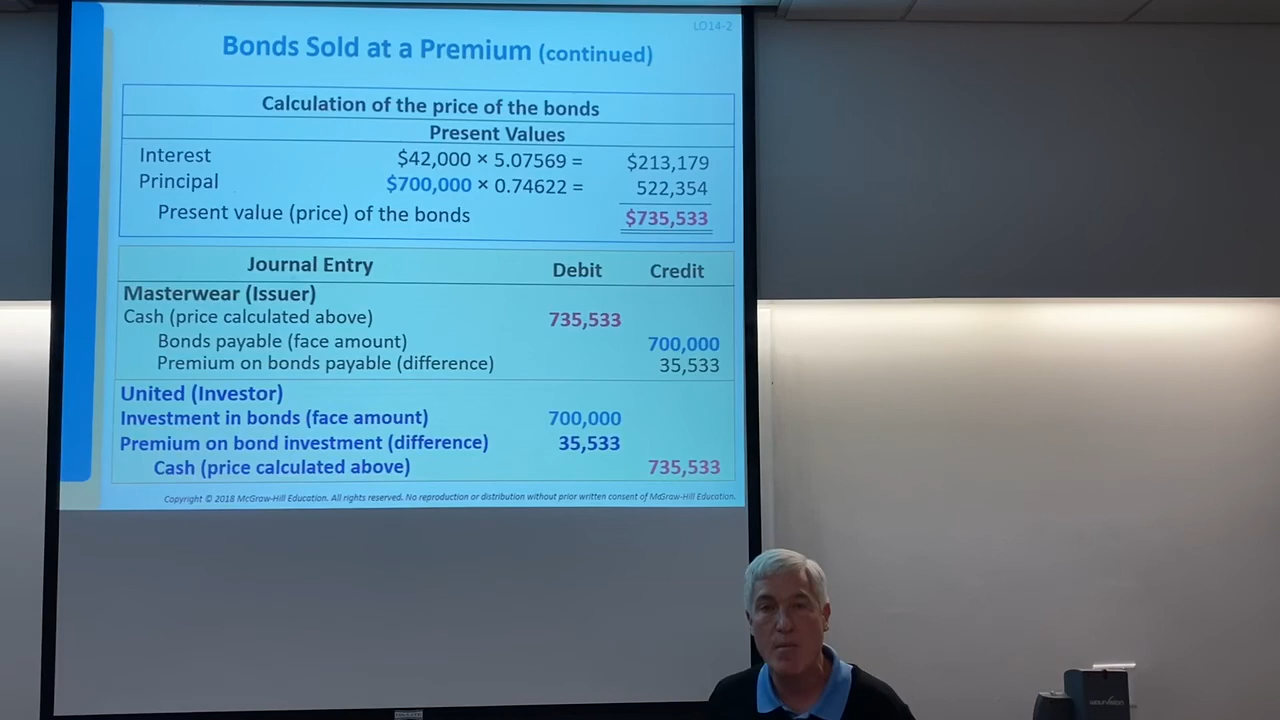 LO14-2
Bonds Sold at a Premium (continued)
Calculation of the price of the bonds
Present Values
Interest $42,000 × 5.07569 = $213,179
Principal $700,000 × 0.74622 = 522,354
Present value (price) of the bonds $735,533
Journal Entry Debit Credit
Masterwear (Issuer)
Cash (price calculated above) 735,533
Bonds payable (face amount) 700,000
Premium on bonds payable (difference) 35,533
United (Investor)
Investment in bonds (face amount) 700,000
Premium on bond investment (difference) 35,533
Cash (price calculated above) 735,533
Copyright © 2018 McGraw-Hill Education. All rights reserved. No reproduction or distribution without prior written consent of McGraw-Hill Education.